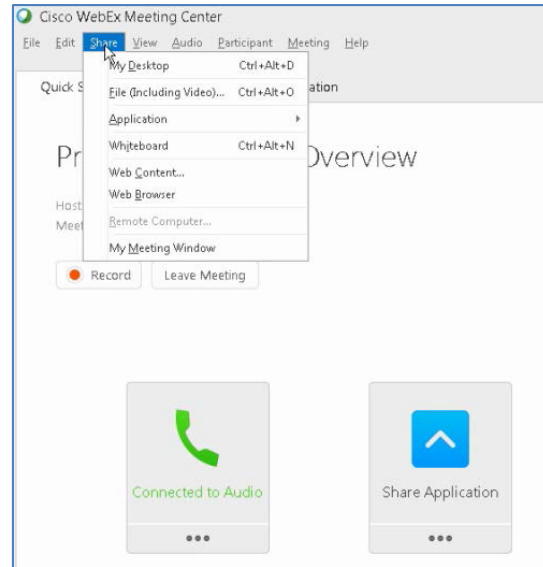 Cisco WebEx Meeting Center
File Edit Share View Audio Participant Meeting Help
My Desktop Ctrl+Alt+D
Quick S
File (Including Video)... Ctrl+Alt+O
ation
Application
Whiteboard Ctrl+Alt+N
Pr
Overview
Web Content...
Web Browser
Host
Remote Computer...
Meet
My Meeting Window
Record Leave Meeting
Connected to Audio Share Application